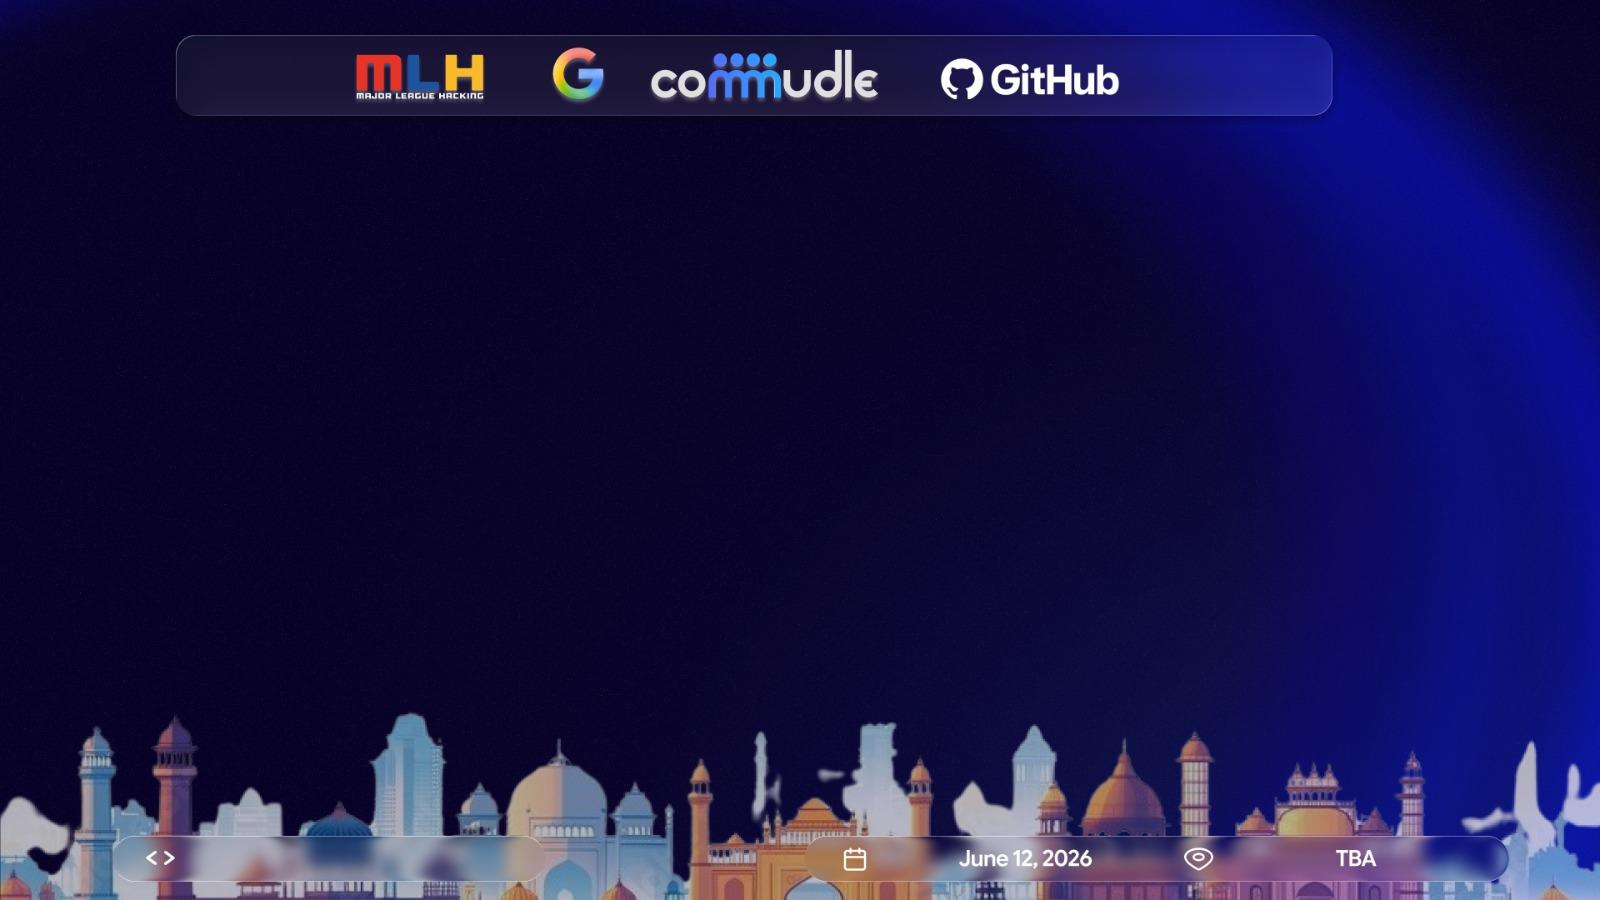 MLH
MAJOR LEAGUE HACKING
G
commudle
GitHub
June 12, 2026
TBA